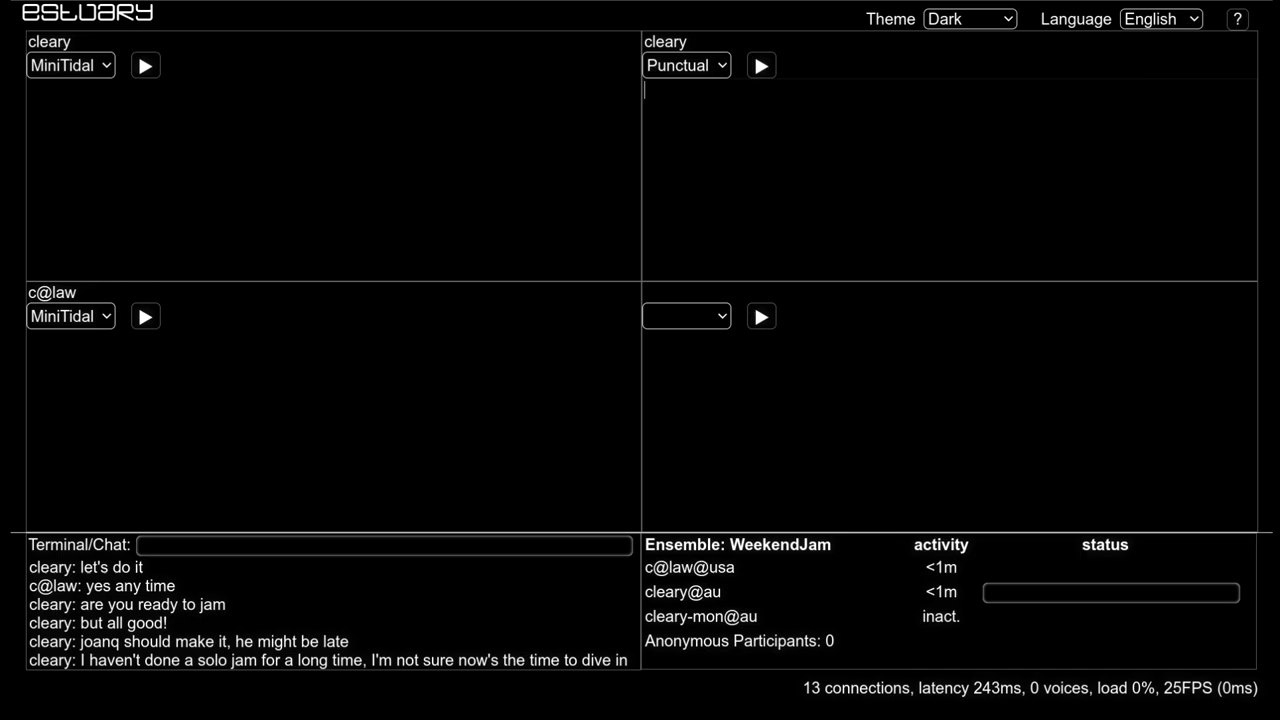 estuary
Theme Dark Language English ?
cleary
MiniTidal
cleary
Punctual
c@law
MiniTidal
Terminal/Chat:
cleary: let's do it
c@law: yes any time
cleary: are you ready to jam
cleary: but all good!
cleary: joanq should make it, he might be late
cleary: I haven't done a solo jam for a long time, I'm not sure now's the time to dive in
Ensemble: WeekendJam activity status
c@law@usa <1m
cleary@au <1m
cleary-mon@au inact.
Anonymous Participants: 0
13 connections, latency 243ms, 0 voices, load 0%, 25FPS (0ms)